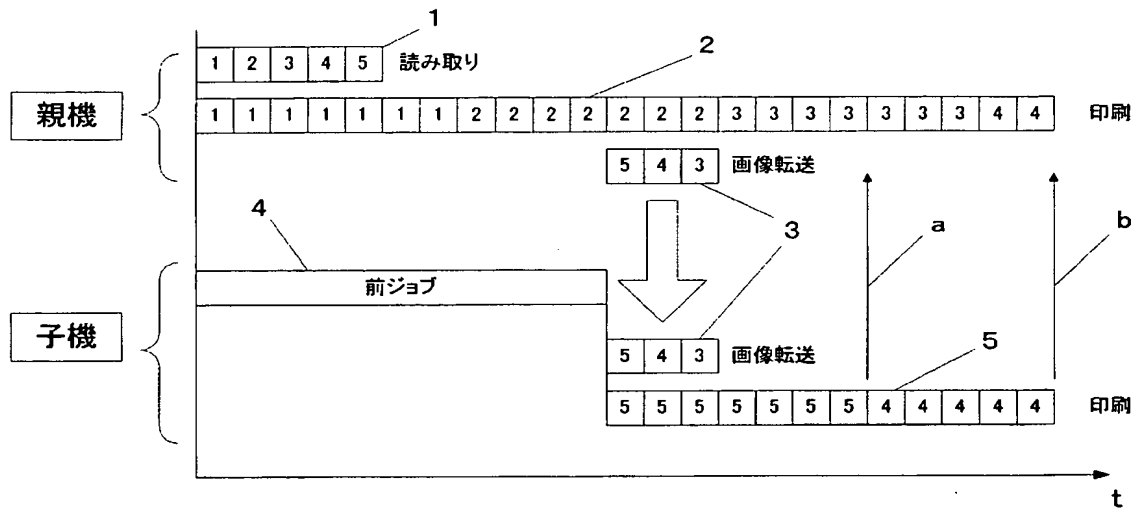 1
1 2 3 4 5 読み取り
2
親機
1 1 1 1 1 1 1 2 2 2 2 2 2 2 3 3 3 3 3 3 3 4 4 印刷
5 4 3 画像転送
4
3
a
b
前ジョブ
子機
5 4 3 画像転送
5
5 5 5 5 5 5 5 4 4 4 4 4 印刷
t